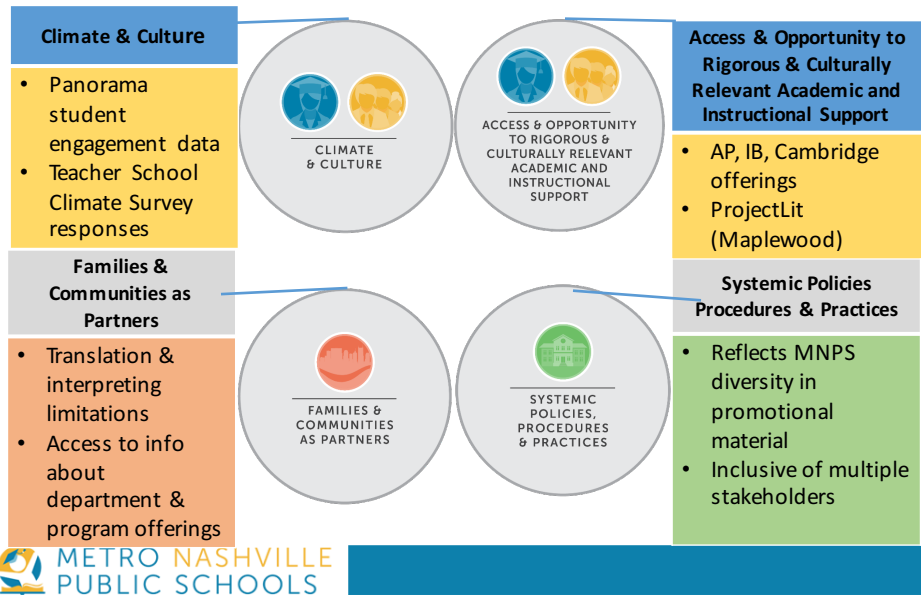 Climate & Culture
• Panorama
student
engagement data
• Teacher School
Climate Survey
responses
CLIMATE
& CULTURE
ACCESS & OPPORTUNITY
TO RIGOROUS &
CULTURALLY RELEVANT
ACADEMIC AND
INSTRUCTIONAL
SUPPORT
Access & Opportunity to
Rigorous & Culturally
Relevant Academic and
Instructional Support
• AP, IB, Cambridge
offerings
• ProjectLit
(Maplewood)
Families &
Communities as
Partners
• Translation &
interpreting
limitations
• Access to info
about
department &
program offerings
FAMILIES &
COMMUNITIES
AS PARTNERS
SYSTEMIC
POLICIES,
PROCEDURES
& PRACTICES
Systemic Policies
Procedures & Practices
• Reflects MNPS
diversity in
promotional
material
• Inclusive of multiple
stakeholders
METRO NASHVILLE
PUBLIC SCHOOLS